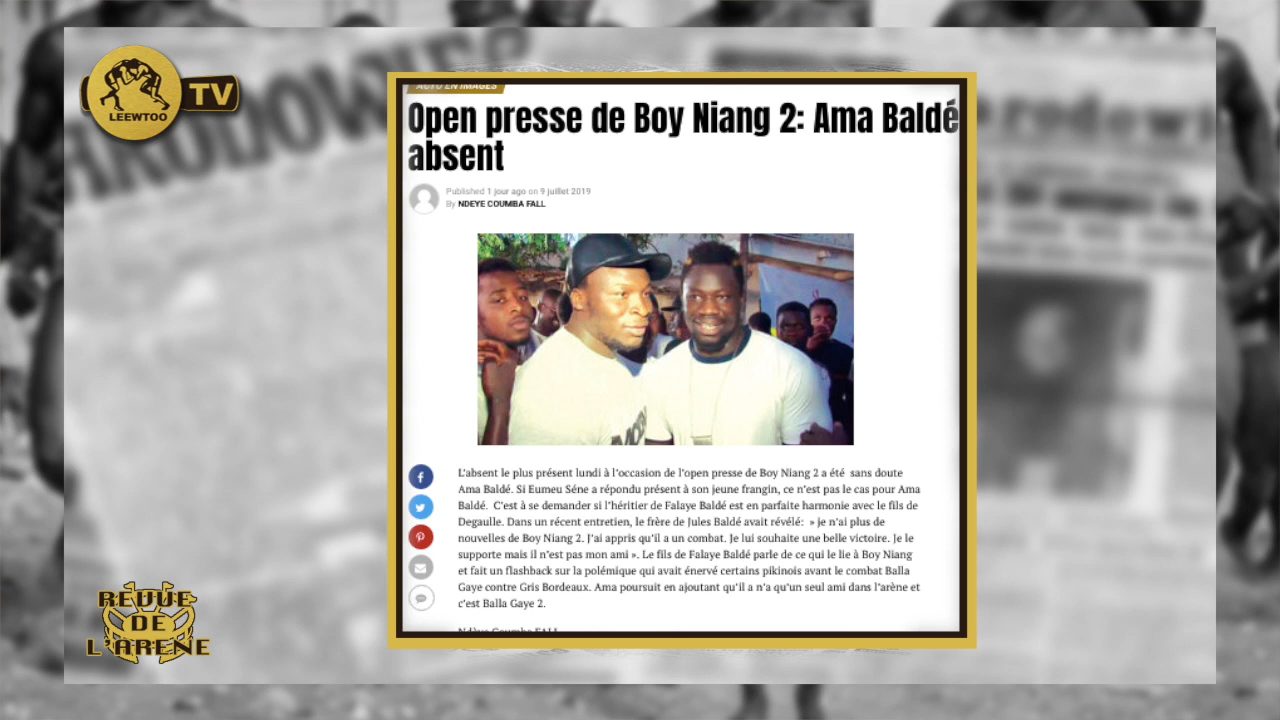 LEEWTOO
TV
ACTU EN IMAGES
Open presse de Boy Niang 2: Ama Baldé
absent
Published 1 jour ago on 9 juillet 2019
By NDEYE COUMBA FALL
L'absent le plus présent lundi à l'occasion de l'open presse de Boy Niang 2 a été sans doute
Ama Baldé. Si Eumeu Séne a répondu présent à son jeune frangin, ce n'est pas le cas pour Ama
Baldé. C'est à se demander si l'héritier de Falaye Baldé est en parfaite harmonie avec le fils de
Degaulle. Dans un récent entretien, le frère de Jules Baldé avait révélé: » je n'ai plus de
nouvelles de Boy Niang 2. J'ai appris qu'il a un combat. Je lui souhaite une belle victoire. Je le
supporte mais il n'est pas mon ami ». Le fils de Falaye Baldé parle de ce qui le lie à Boy Niang
et fait un flashback sur la polémique qui avait énervé certains pikinois avant le combat Balla
Gaye contre Gris Bordeaux. Ama poursuit en ajoutant qu'il a n'a qu'un seul ami dans l'arène et
c'est Balla Gaye 2.
Ndèye Coumba FALL
REVUE
DE
L'ARENE